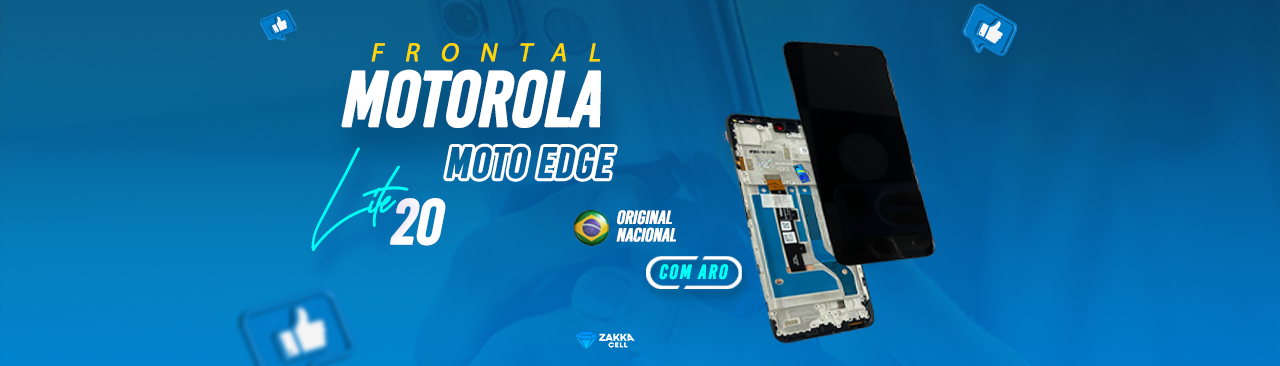 FRONTAL
MOTOROLA
MOTO EDGE
Lite 20
ORIGINAL
NACIONAL
COM ARO
ZAKKA
CELL